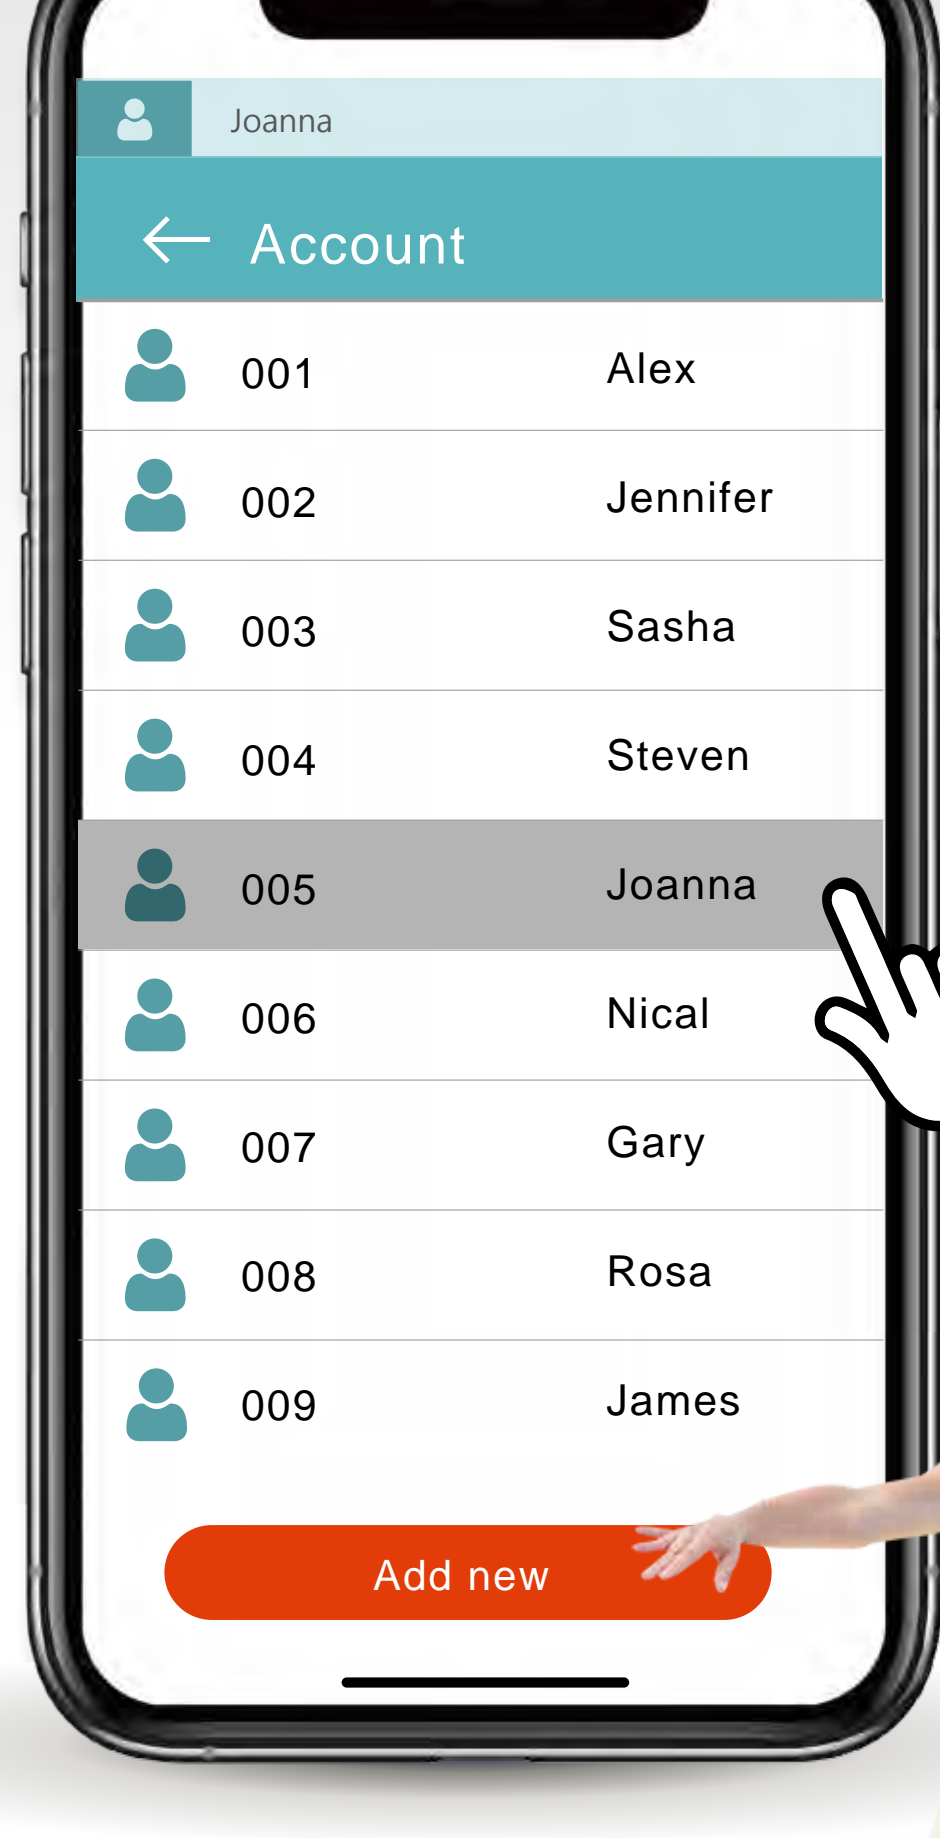 Joanna
Account
001 Alex
002 Jennifer
003 Sasha
004 Steven
005 Joanna
006 Nical
007 Gary
008 Rosa
009 James
Add new